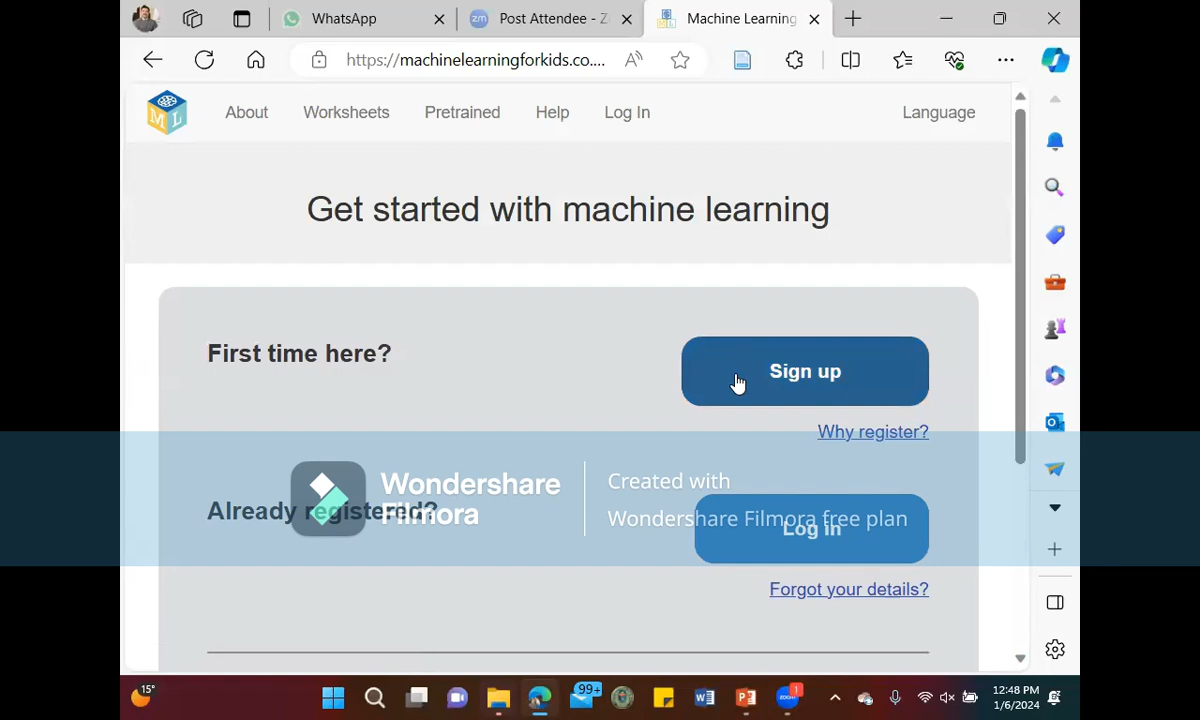 WhatsApp
zm
Post Attendee - Z
Machine Learning
https://machinelearningforkids.co....
M L
About
Worksheets
Pretrained
Help
Log In
Language
Get started with machine learning
First time here?
Sign up
Why register?
Already registered?
Log in
Wondershare
Filmora
Created with
Wondershare Filmora free plan
Forgot your details?
15°
99+
1
12:48 PM
1/6/2024